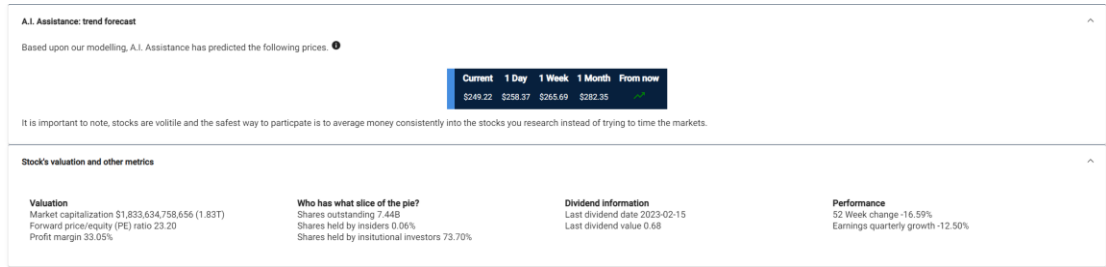 A.I. Assistance: trend forecast
Based upon our modelling, A.I. Assistance has predicted the following prices.
Current 1 Day 1 Week 1 Month From now
$249.22 $258.37 $265.69 $282.35
It is important to note, stocks are volitile and the safest way to particpate is to average money consistently into the stocks you research instead of trying to time the markets.
Stock's valuation and other metrics
Valuation
Market capitalization $1,833,634,758,656 (1.83T)
Forward price/equity (PE) ratio 23.20
Profit margin 33.05%
Who has what slice of the pie?
Shares outstanding 7.44B
Shares held by insiders 0.06%
Shares held by insitutional investors 73.70%
Dividend information
Last dividend date 2023-02-15
Last dividend value 0.68
Performance
52 Week change -16.59%
Earnings quarterly growth -12.50%